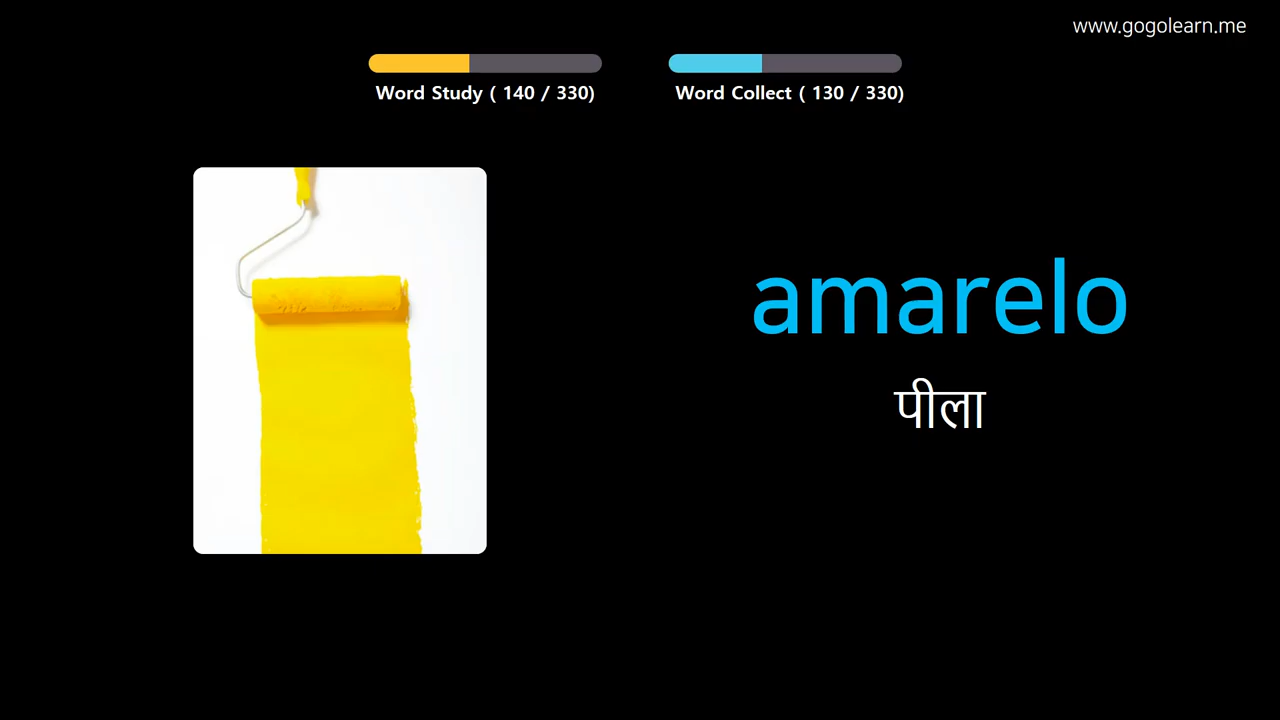 www.gogolearn.me
Word Study ( 140 / 330)
Word Collect ( 130 / 330)
amarelo
पीला